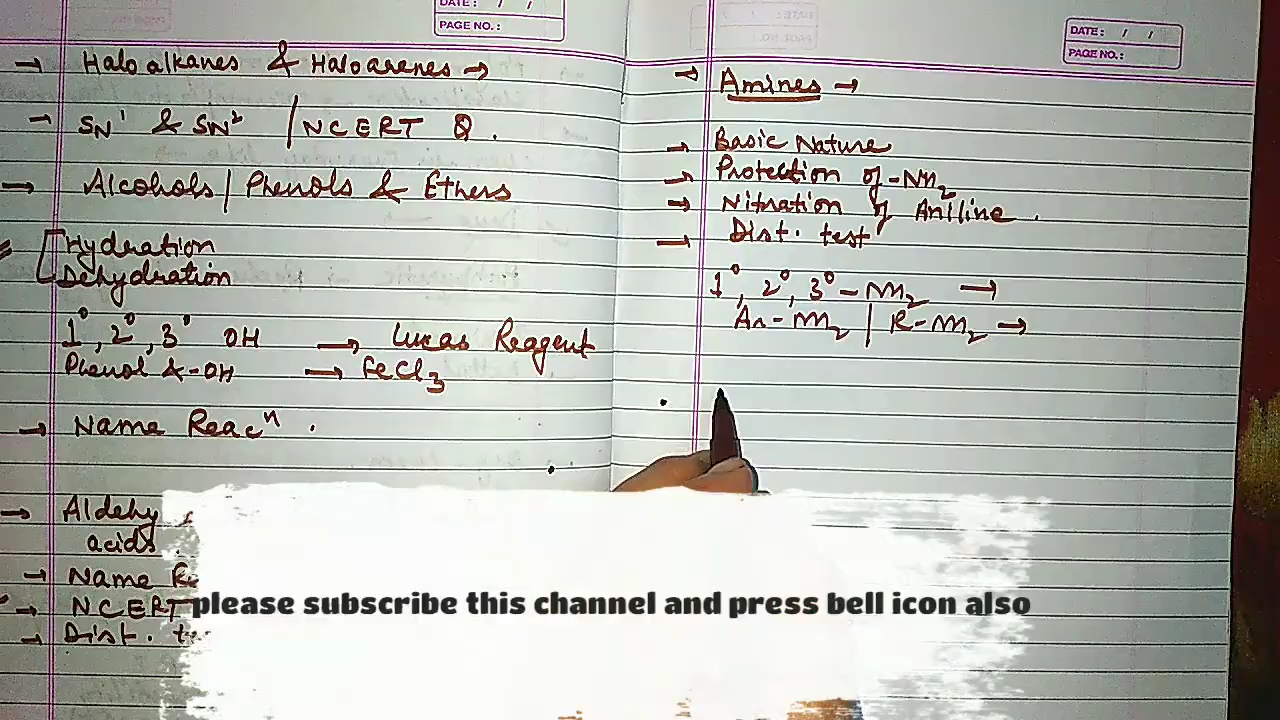 DATE: / /
PAGE NO.:
→ Haloalkanes & Haloarenes →
→ SN¹ & SN² / NCERT Q.
→ Alcohols / Phenols & Ethers
Hydration
Dehydration
1°, 2°, 3° OH → Lucas Reagent
Phenol & -OH → FeCl3
→ Name Reacⁿ.
→ Aldehy
acids.
→ Name Re
→ NCERT
→ Dist. te
DATE: / /
PAGE NO.:
→ Amines →
→ Basic Nature
→ Protection of -NH2
→ Nitration of Aniline.
→ Dist. test
1°, 2°, 3° - NH2 →
Ar - NH2 | R - NH2 →
please subscribe this channel and press bell icon also